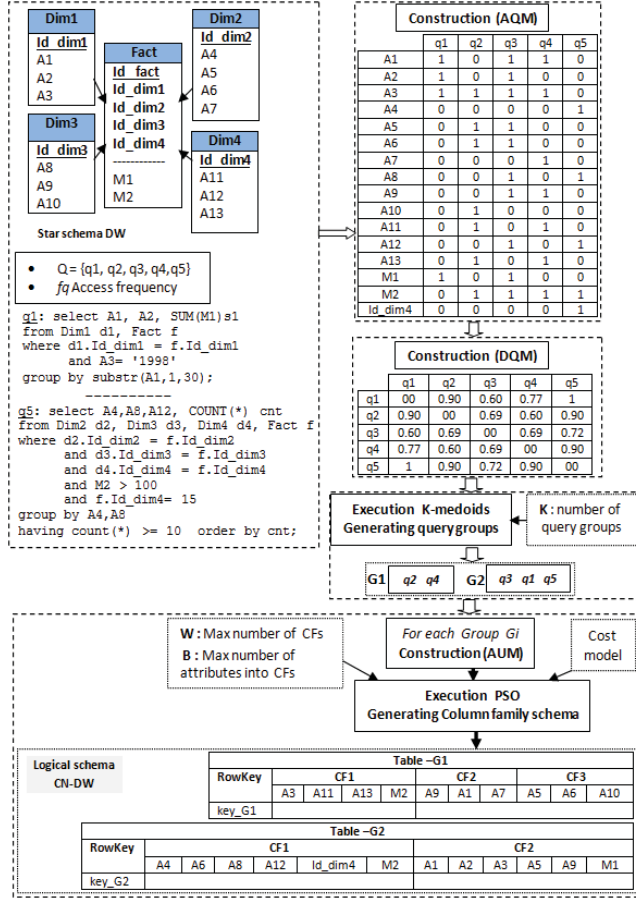 Dim1
Id_dim1
A1
A2
A3
Fact
Id_fact
Id_dim1
Id_dim2
Id_dim3
Id_dim4
------------
M1
M2
Dim2
Id_dim2
A4
A5
A6
A7
Dim3
Id_dim3
A8
A9
A10
Dim4
Id_dim4
A11
A12
A13
Star schema DW
• Q = {q1, q2, q3, q4,q5}
• fq Access frequency
q1: select A1, A2, SUM(M1)s1
from Dim1 d1, Fact f
where d1.Id_dim1 = f.Id_dim1
and A3= '1998'
group by substr(A1,1,30);
----------
q5: select A4,A8,A12, COUNT(*) cnt
from Dim2 d2, Dim3 d3, Dim4 d4, Fact f
where d2.Id_dim2 = f.Id_dim2
and d3.Id_dim3 = f.Id_dim3
and d4.Id_dim4 = f.Id_dim4
and M2 > 100
and f.Id_dim4= 15
group by A4,A8
having count(*) >= 10 order by cnt;
Construction (AQM)
q1 q2 q3 q4 q5
A1 1 0 1 1 0
A2 1 0 1 0 0
A3 1 1 1 1 0
A4 0 0 0 0 1
A5 0 1 1 0 0
A6 0 1 1 0 0
A7 0 0 0 1 0
A8 0 0 1 0 1
A9 0 0 1 1 0
A10 0 1 0 0 0
A11 0 1 0 1 0
A12 0 0 1 0 1
A13 0 1 0 1 0
M1 1 0 1 0 0
M2 0 1 1 1 1
Id_dim4 0 0 0 0 1
Construction (DQM)
q1 q2 q3 q4 q5
q1 00 0.90 0.60 0.77 1
q2 0.90 00 0.69 0.60 0.90
q3 0.60 0.69 00 0.69 0.72
q4 0.77 0.60 0.69 00 0.90
q5 1 0.90 0.72 0.90 00
Execution K-medoids
Generating query groups
K : number of
query groups
G1 q2 q4 G2 q3 q1 q5
W : Max number of CFs
B : Max number of
attributes into CFs
For each Group Gi
Construction (AUM)
Cost
model
Execution PSO
Generating Column family schema
Logical schema
CN-DW
Table –G1
RowKey CF1 CF2 CF3
A3 A11 A13 M2 A9 A1 A7 A5 A6 A10
key_G1
Table –G2
RowKey CF1 CF2
A4 A6 A8 A12 Id_dim4 M2 A1 A2 A3 A5 A9 M1
key_G2